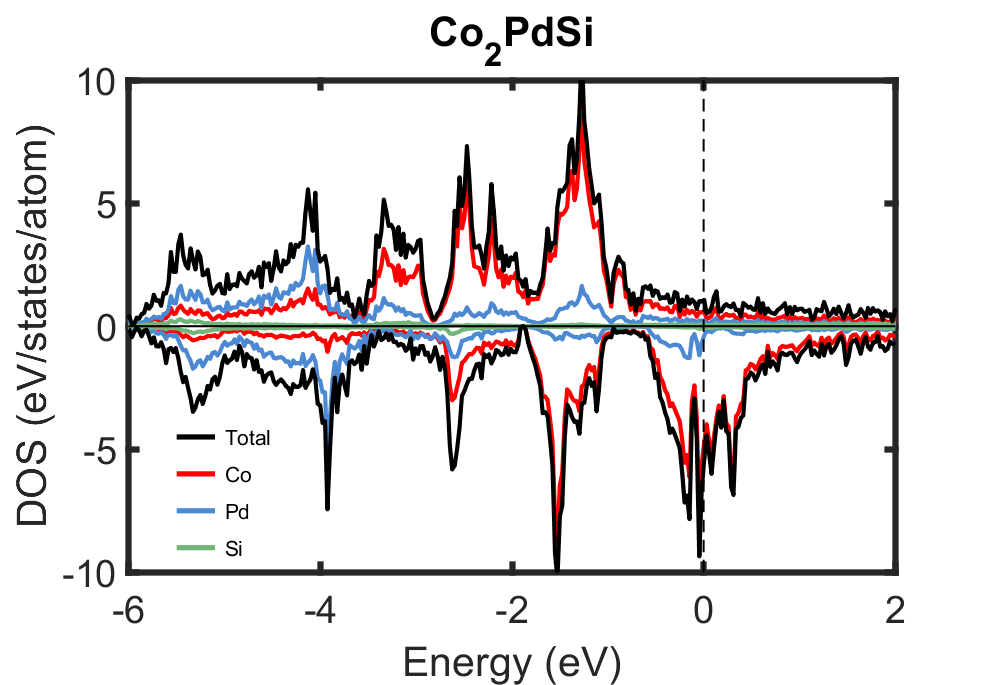 Co₂PdSi
10
5
0
-5
-10
DOS (eV/states/atom)
Total
Co
Pd
Si
-6 -4 -2 0 2
Energy (eV)